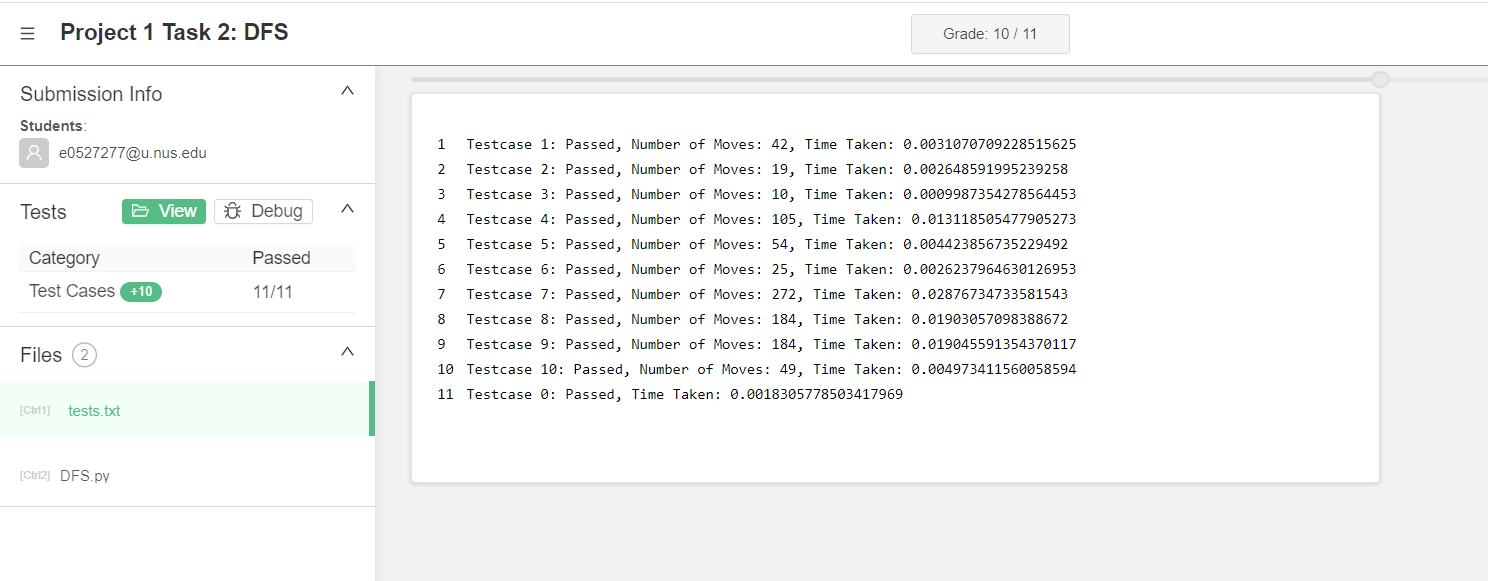 ☰ Project 1 Task 2: DFS
Grade: 10 / 11
Submission Info
Students:
e0527277@u.nus.edu
Tests View Debug
Category Passed
Test Cases +10 11/11
Files 2
[Ctrl1] tests.txt
[Ctrl2] DFS.py
1 Testcase 1: Passed, Number of Moves: 42, Time Taken: 0.0031070709228515625
2 Testcase 2: Passed, Number of Moves: 19, Time Taken: 0.002648591995239258
3 Testcase 3: Passed, Number of Moves: 10, Time Taken: 0.0009987354278564453
4 Testcase 4: Passed, Number of Moves: 105, Time Taken: 0.013118505477905273
5 Testcase 5: Passed, Number of Moves: 54, Time Taken: 0.004423856735229492
6 Testcase 6: Passed, Number of Moves: 25, Time Taken: 0.0026237964630126953
7 Testcase 7: Passed, Number of Moves: 272, Time Taken: 0.02876734733581543
8 Testcase 8: Passed, Number of Moves: 184, Time Taken: 0.01903057098388672
9 Testcase 9: Passed, Number of Moves: 184, Time Taken: 0.019045591354370117
10 Testcase 10: Passed, Number of Moves: 49, Time Taken: 0.004973411560058594
11 Testcase 0: Passed, Time Taken: 0.0018305778503417969